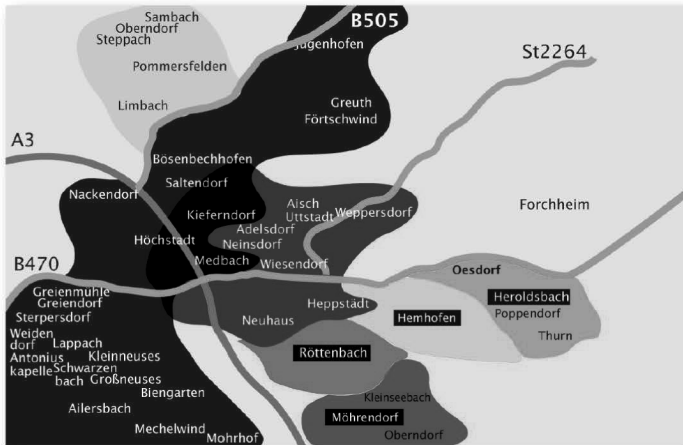 Sambach
Oberndorf
Steppach
B505
Jugenhofen
St2264
Pommersfelden
Limbach
Greuth
Förtschwind
A3
Bösenbechhofen
Saltendorf
Nackendorf
Aisch
Uttstadt
Weppersdorf
Forchheim
Kieferndorf
Adelsdorf
Höchstadt
Neinsdorf
Medbach
Wiesendorf
B470
Oesdorf
Greienmuhle
Greiendorf
Heppstädt
Heroldsbach
Poppendorf
Sterpersdorf
Neuhaus
Hemhofen
Weiden
dorf
Lappach
Thurn
Antonius
kapelle
Kleinneuses
Röttenbach
Schwarzen
bach
Großneuses
Biengarten
Kleinseebach
Ailersbach
Möhrendorf
Mechelwind
Mohrhof
Oberndorf